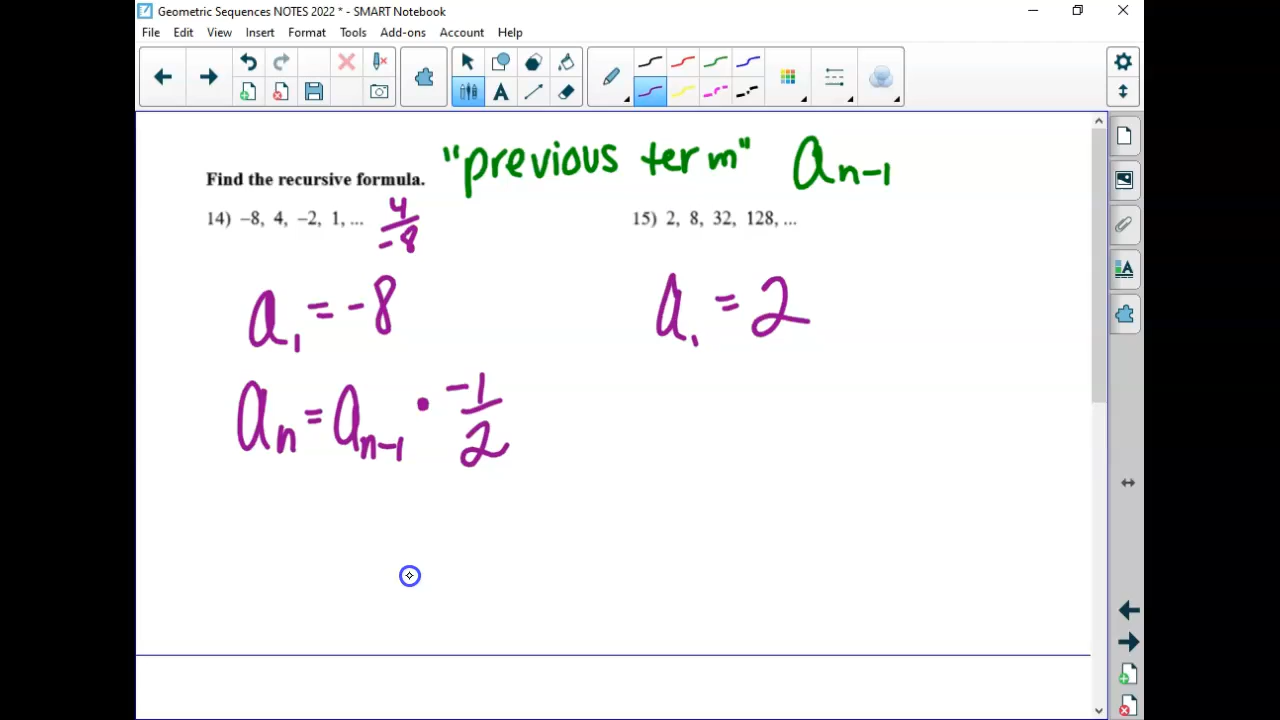 Geometric Sequences NOTES 2022 * - SMART Notebook
File Edit View Insert Format Tools Add-ons Account Help
"previous term" aₙ₋₁
Find the recursive formula.
14) –8, 4, –2, 1, ... 4/-8
15) 2, 8, 32, 128, ...
a₁ = -8
a₁ = 2
aₙ = aₙ₋₁ • -1/2